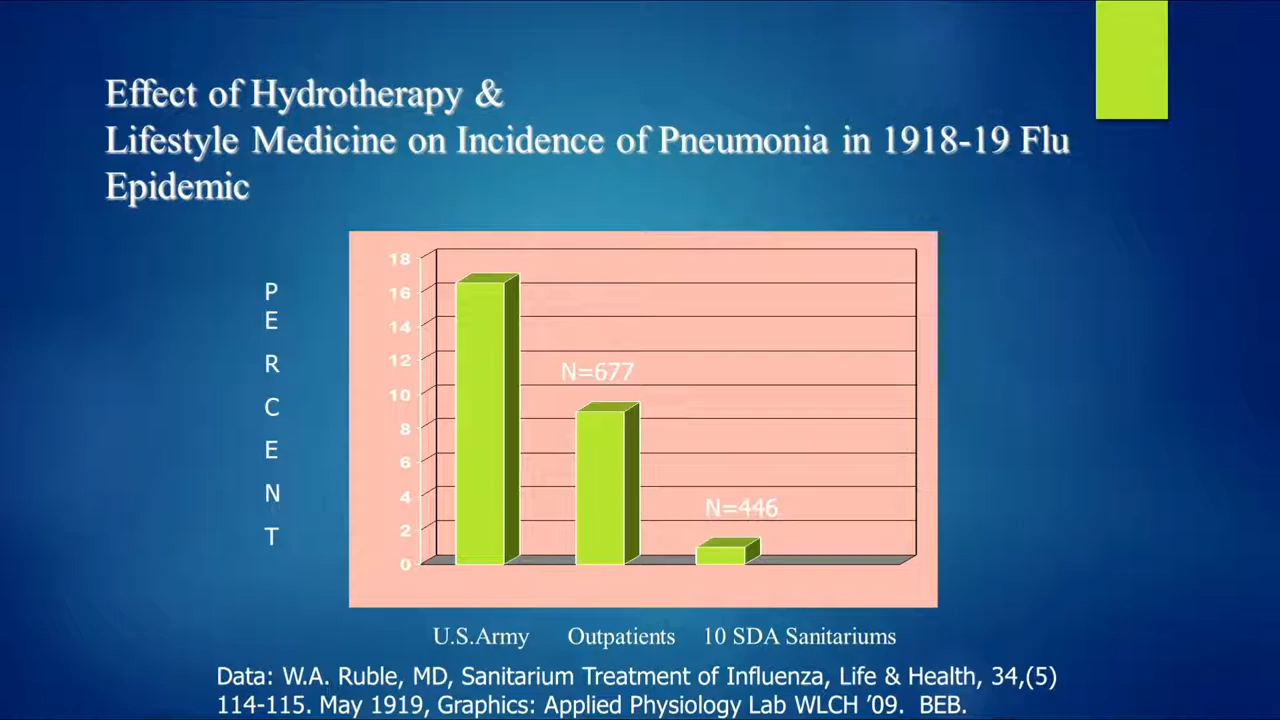 Effect of Hydrotherapy &
Lifestyle Medicine on Incidence of Pneumonia in 1918-19 Flu
Epidemic
P
E
R
C
E
N
T
18
16
14
12
10
8
6
4
2
0
N=677
N=446
U.S.Army Outpatients 10 SDA Sanitariums
Data: W.A. Ruble, MD, Sanitarium Treatment of Influenza, Life & Health, 34,(5)
114-115. May 1919, Graphics: Applied Physiology Lab WLCH ’09. BEB.